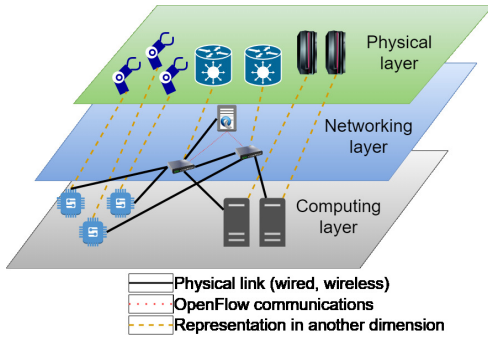 Physical
layer
Networking
layer
Computing
layer
Physical link (wired, wireless)
OpenFlow communications
Representation in another dimension